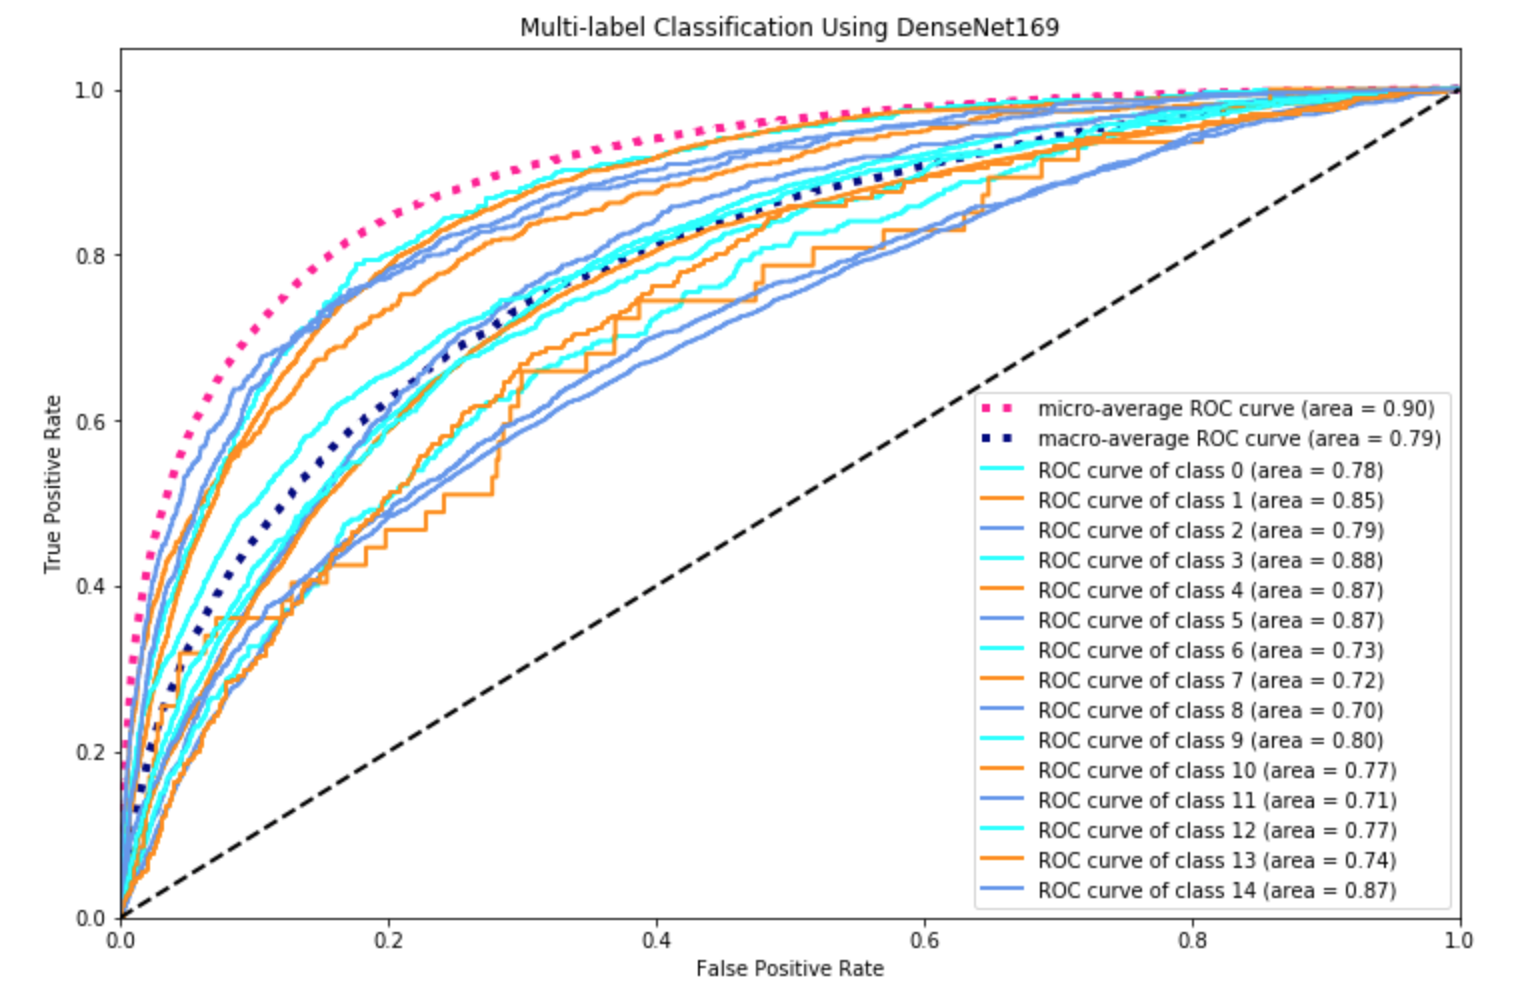 Multi-label Classification Using DenseNet169
1.0
0.8
0.6
0.4
0.2
0.0
True Positive Rate
micro-average ROC curve (area = 0.90)
macro-average ROC curve (area = 0.79)
ROC curve of class 0 (area = 0.78)
ROC curve of class 1 (area = 0.85)
ROC curve of class 2 (area = 0.79)
ROC curve of class 3 (area = 0.88)
ROC curve of class 4 (area = 0.87)
ROC curve of class 5 (area = 0.87)
ROC curve of class 6 (area = 0.73)
ROC curve of class 7 (area = 0.72)
ROC curve of class 8 (area = 0.70)
ROC curve of class 9 (area = 0.80)
ROC curve of class 10 (area = 0.77)
ROC curve of class 11 (area = 0.71)
ROC curve of class 12 (area = 0.77)
ROC curve of class 13 (area = 0.74)
ROC curve of class 14 (area = 0.87)
0.0 0.2 0.4 0.6 0.8 1.0
False Positive Rate